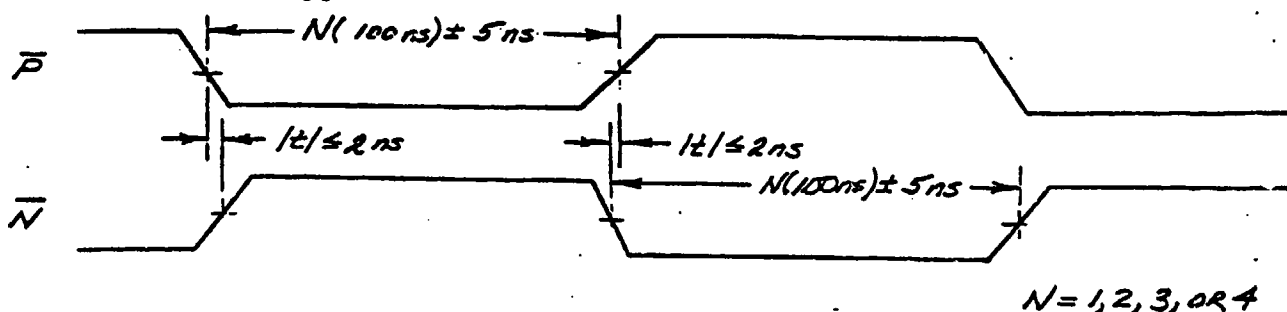 N(100ns) ± 5ns
P̅
|t| ≤ 2ns
|t| ≤ 2ns
N(100ns) ± 5ns
N̅
N = 1, 2, 3, OR 4